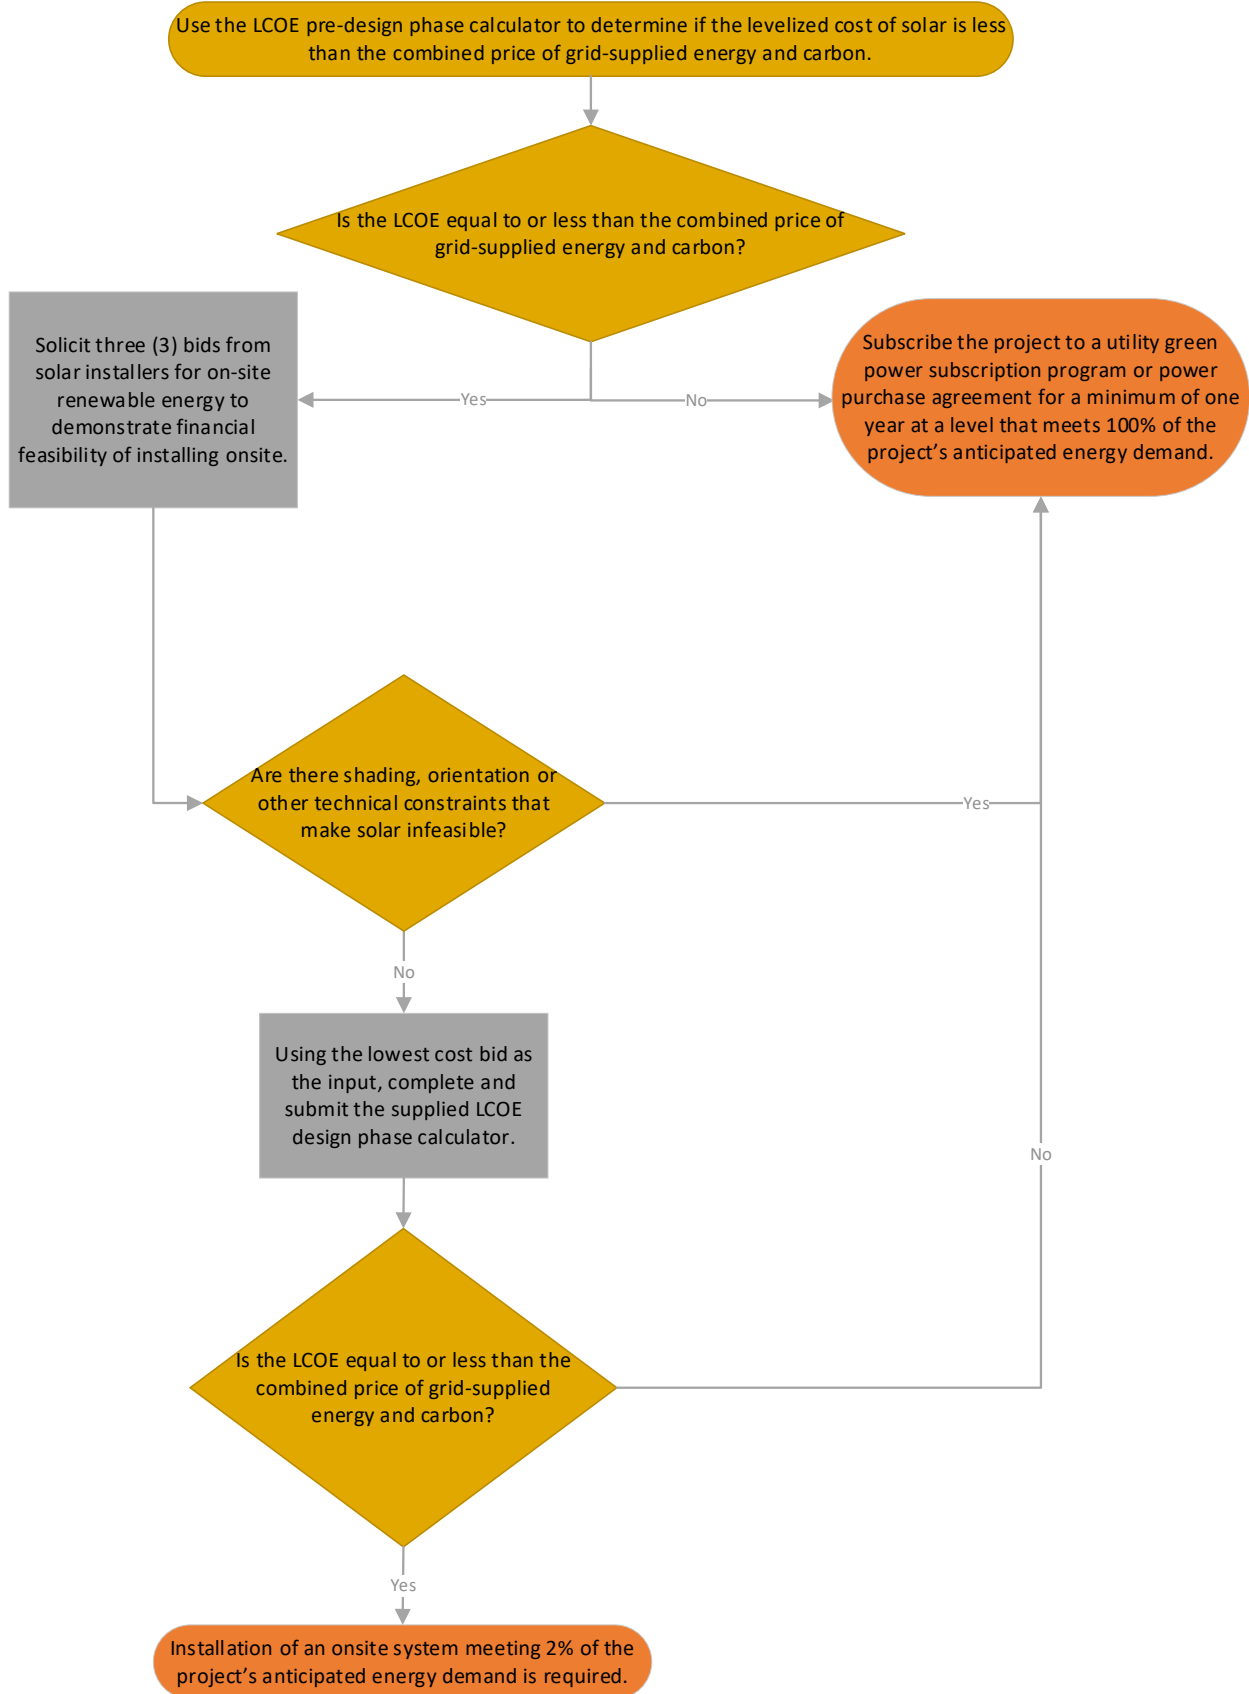 Use the LCOE pre-design phase calculator to determine if the levelized cost of solar is less
than the combined price of grid-supplied energy and carbon.
Is the LCOE equal to or less than the combined price of
grid-supplied energy and carbon?
Yes
No
Solicit three (3) bids from
solar installers for on-site
renewable energy to
demonstrate financial
feasibility of installing onsite.
Subscribe the project to a utility green
power subscription program or power
purchase agreement for a minimum of one
year at a level that meets 100% of the
project’s anticipated energy demand.
Are there shading, orientation or
other technical constraints that
make solar infeasible?
Yes
No
Using the lowest cost bid as
the input, complete and
submit the supplied LCOE
design phase calculator.
No
Is the LCOE equal to or less than the
combined price of grid-supplied
energy and carbon?
Yes
Installation of an onsite system meeting 2% of the
project’s anticipated energy demand is required.